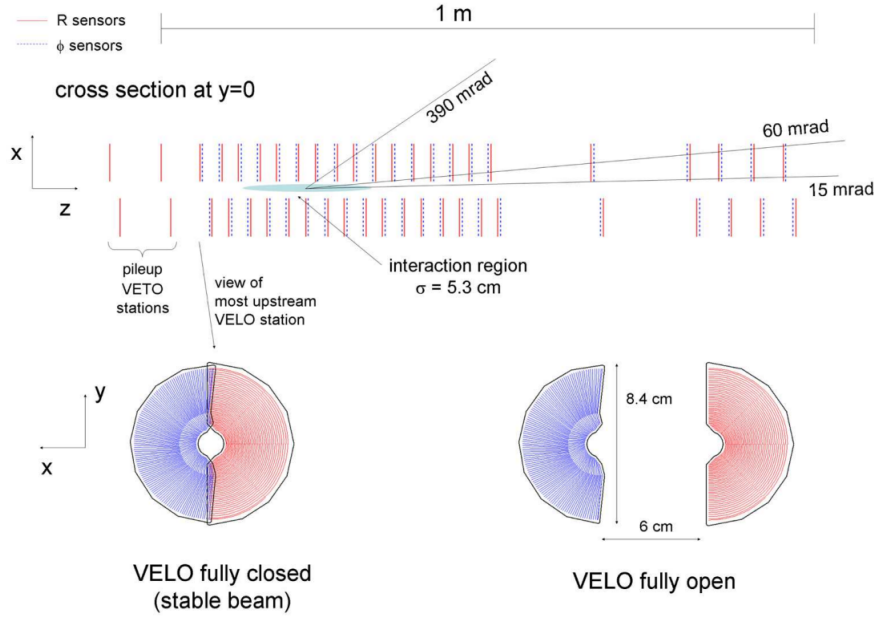 R sensors
ϕ sensors
1 m
cross section at y=0
390 mrad
60 mrad
15 mrad
x
z
pileup
VETO
stations
view of
most upstream
VELO station
interaction region
σ = 5.3 cm
y
x
8.4 cm
6 cm
VELO fully closed
(stable beam)
VELO fully open